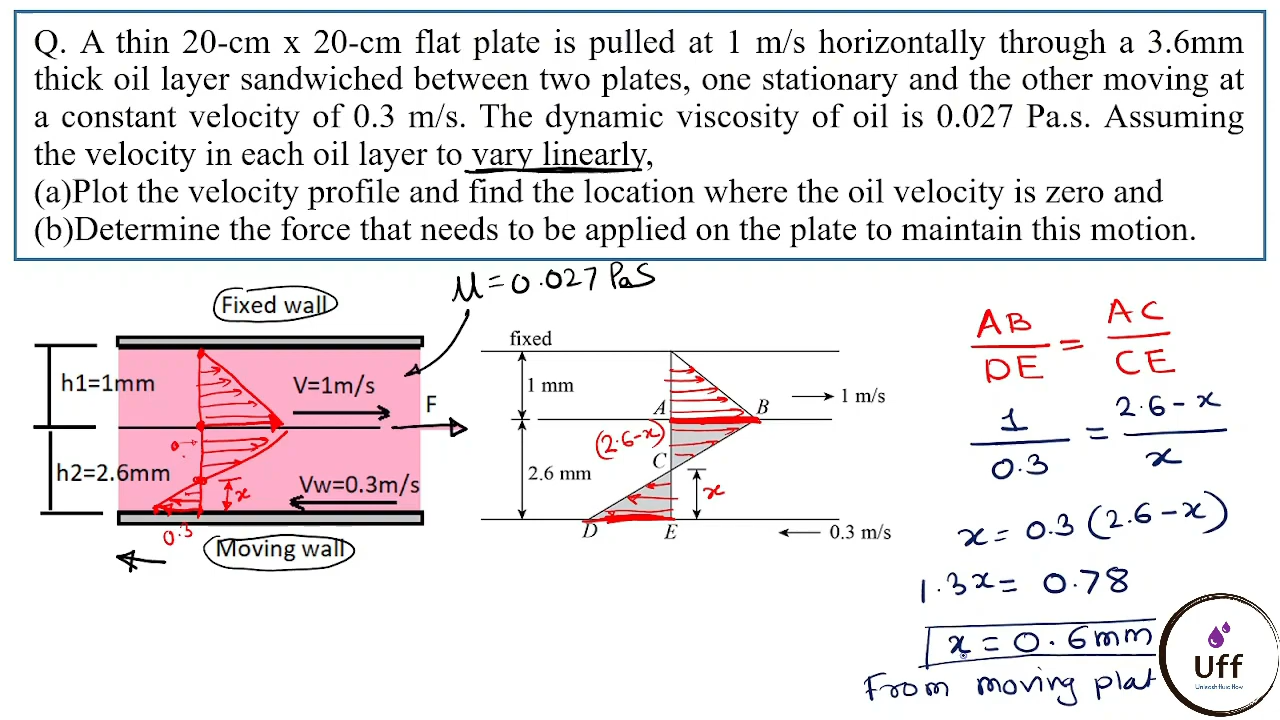 Q. A thin 20-cm x 20-cm flat plate is pulled at 1 m/s horizontally through a 3.6mm
thick oil layer sandwiched between two plates, one stationary and the other moving at
a constant velocity of 0.3 m/s. The dynamic viscosity of oil is 0.027 Pa.s. Assuming
the velocity in each oil layer to vary linearly,
(a)Plot the velocity profile and find the location where the oil velocity is zero and
(b)Determine the force that needs to be applied on the plate to maintain this motion.
μ = 0.027 PaS
Fixed wall
h1=1mm
V=1m/s
F
h2=2.6mm
x
Vw=0.3m/s
0.3
Moving wall
fixed
1 mm
1 m/s
A
B
(2.6-x)
C
2.6 mm
x
D
E
0.3 m/s
AB/DE = AC/CE
1/0.3 = 2.6-x/x
x = 0.3 (2.6-x)
1.3x = 0.78
x = 0.6mm
From moving plat
Uff